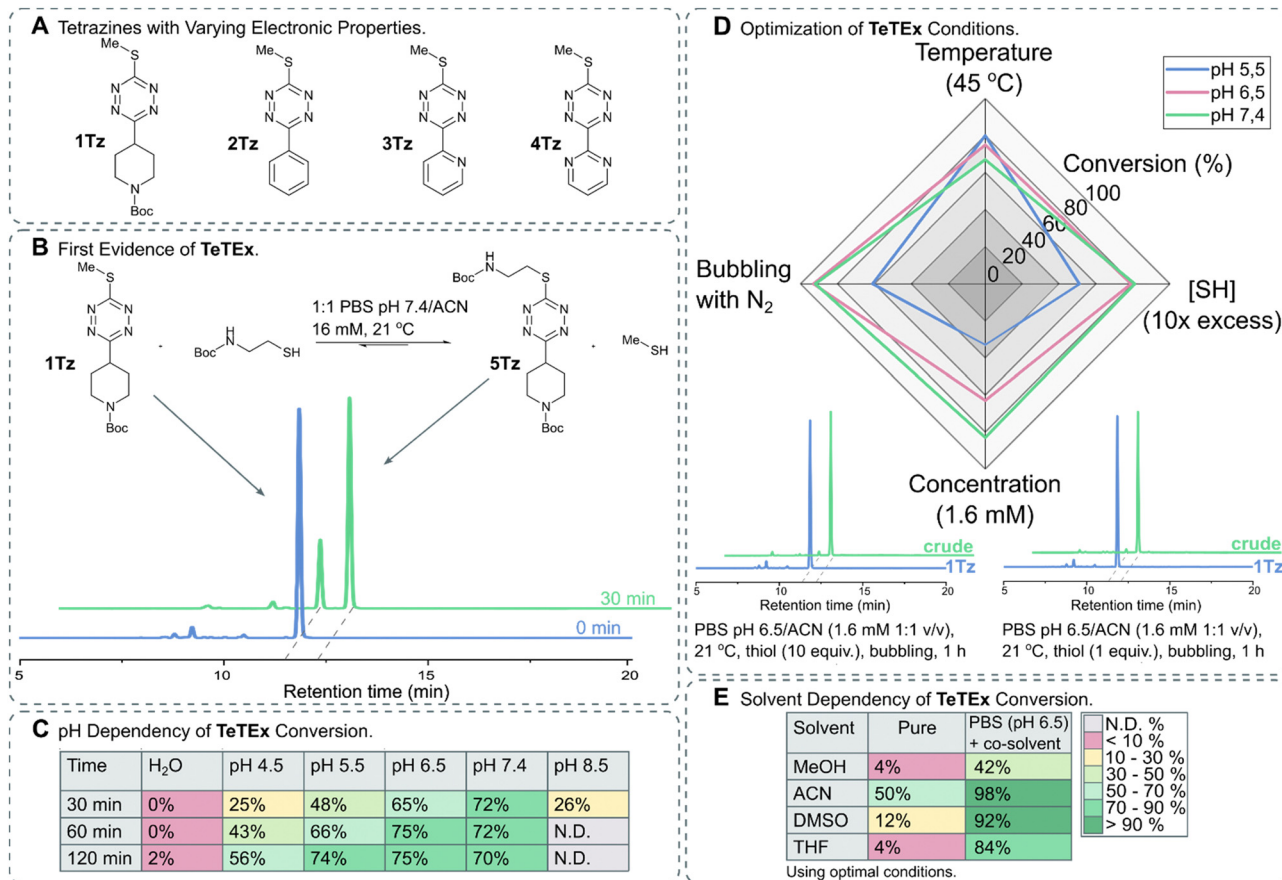 A Tetrazines with Varying Electronic Properties.
Me
S
N N
N N
1Tz
N
Boc
Me
S
N N
N N
2Tz
Me
S
N N
N N
3Tz
N
Me
S
N N
N N
4Tz
N N
B First Evidence of TeTEx.
Me
S
N N
N N
1Tz
N
Boc
H
Boc N SH
1:1 PBS pH 7.4/ACN
16 mM, 21 °C
H
Boc N S
N N
N N
5Tz
N
Boc
Me SH
30 min
0 min
5 10 15 20
Retention time (min)
C pH Dependency of TeTEx Conversion.
Time H2O pH 4.5 pH 5.5 pH 6.5 pH 7.4 pH 8.5
30 min 0% 25% 48% 65% 72% 26%
60 min 0% 43% 66% 75% 72% N.D.
120 min 2% 56% 74% 75% 70% N.D.
D Optimization of TeTEx Conditions.
pH 5,5
pH 6,5
pH 7,4
Temperature
(45 °C)
Conversion (%)
100
80
60
40
20
0
Bubbling
with N2
[SH]
(10x excess)
Concentration
(1.6 mM)
crude
1Tz
5 10 15 20
Retention time (min)
PBS pH 6.5/ACN (1.6 mM 1:1 v/v),
21 °C, thiol (10 equiv.), bubbling, 1 h
crude
1Tz
5 10 15 20
Retention time (min)
PBS pH 6.5/ACN (1.6 mM 1:1 v/v),
21 °C, thiol (1 equiv.), bubbling, 1 h
E Solvent Dependency of TeTEx Conversion.
Solvent Pure PBS (pH 6.5)
+ co-solvent
MeOH 4% 42%
ACN 50% 98%
DMSO 12% 92%
THF 4% 84%
N.D. %
< 10 %
10 - 30 %
30 - 50 %
50 - 70 %
70 - 90 %
> 90 %
Using optimal conditions.